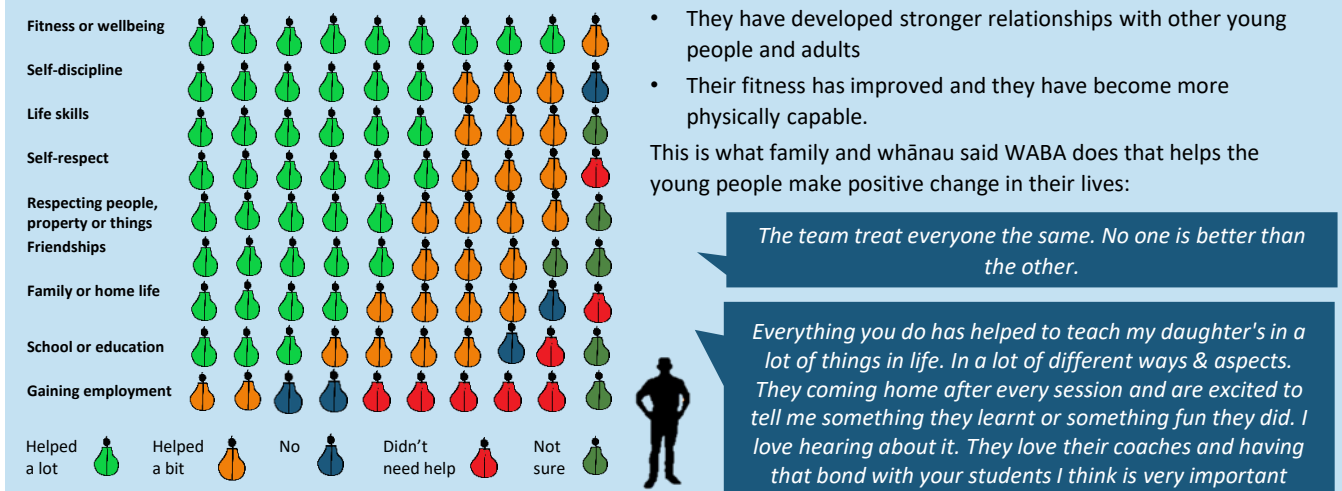 Fitness or wellbeing
Self-discipline
Life skills
Self-respect
Respecting people,
property or things
Friendships
Family or home life
School or education
Gaining employment
Helped
a lot
Helped
a bit
No
Didn't
need help
Not
sure
• They have developed stronger relationships with other young
people and adults
• Their fitness has improved and they have become more
physically capable.
This is what family and whānau said WABA does that helps the
young people make positive change in their lives:
The team treat everyone the same. No one is better than
the other.
Everything you do has helped to teach my daughter's in a
lot of things in life. In a lot of different ways & aspects.
They coming home after every session and are excited to
tell me something they learnt or something fun they did. I
love hearing about it. They love their coaches and having
that bond with your students I think is very important